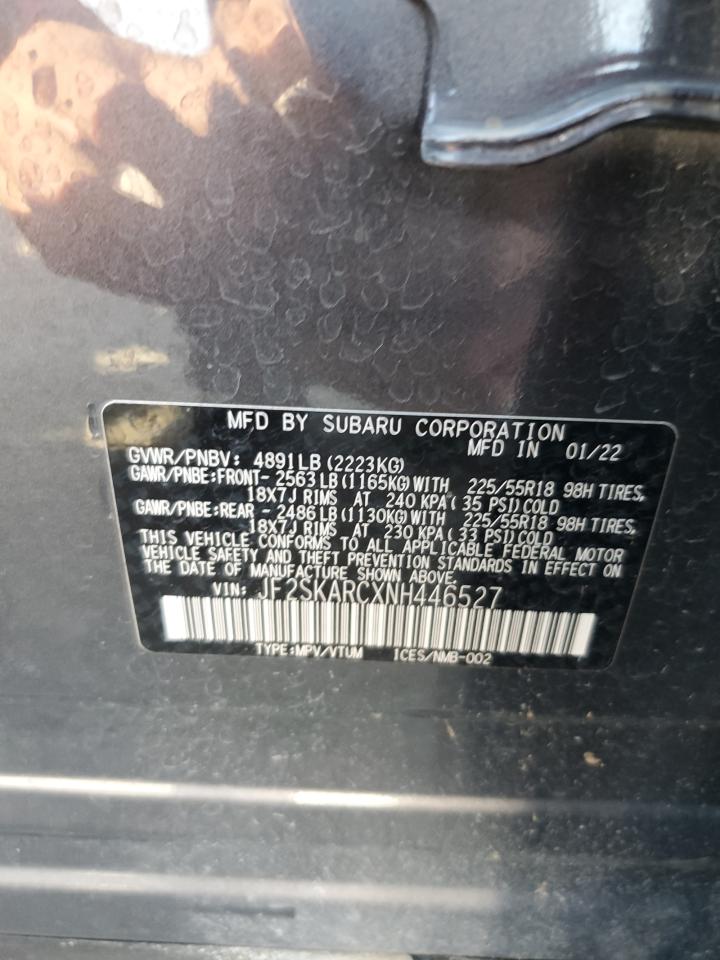 MFD BY SUBARU CORPORATION
MFD IN 01/22
GVWR/PNBV: 4891LB(2223KG)
GAWR/PNBE:FRONT- 2563LB(1165KG)WITH 225/55R18 98H TIRES,
18X7J RIMS AT 240 KPA( 35 PSI)COLD
GAWR/PNBE:REAR - 2486LB(1130KG)WITH 225/55R18 98H TIRES,
18X7J RIMS AT 230 KPA( 33 PSI)COLD
THIS VEHICLE CONFORMS TO ALL APPLICABLE FEDERAL MOTOR
VEHICLE SAFETY AND THEFT PREVENTION STANDARDS IN EFFECT ON
THE DATE OF MANUFACTURE SHOWN ABOVE.
VIN: JF2SKARCXNH446527
TYPE:MPV/VTUM ICES/NMB-002